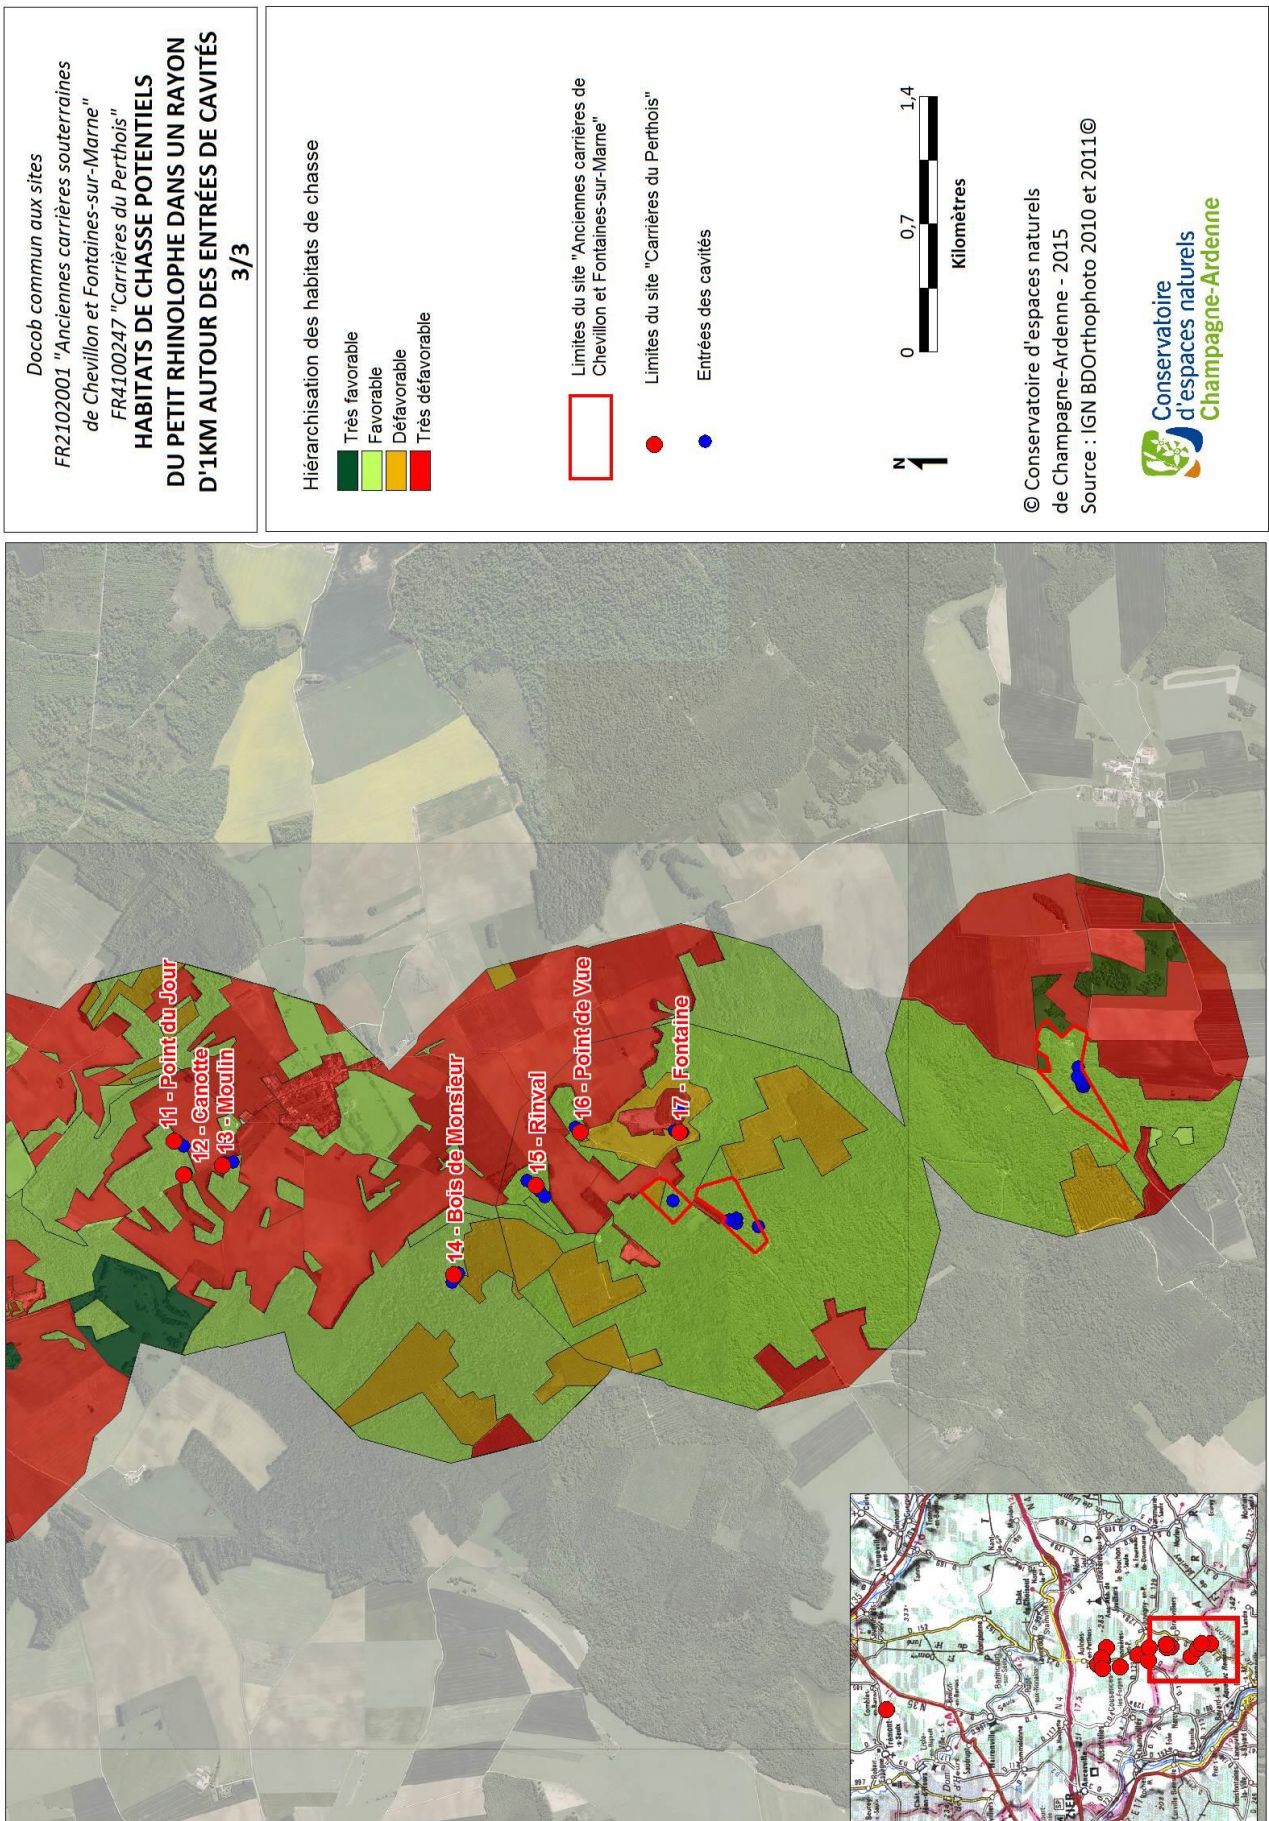 Docob commun aux sites
FR2102001 "Anciennes carrières souterraines
de Chevillon et Fontaines-sur-Marne"
FR4100247 "Carrières du Perthois"
HABITATS DE CHASSE POTENTIELS
DU PETIT RHINOLOPHE DANS UN RAYON
D'1KM AUTOUR DES ENTRÉES DE CAVITÉS
3/3
Hiérarchisation des habitats de chasse
Très favorable
Favorable
Défavorable
Très défavorable
Limites du site "Anciennes carrières de
Chevillon et Fontaines-sur-Marne"
Limites du site "Carrières du Perthois"
Entrées des cavités
N
0 0,7 1,4
Kilomètres
© Conservatoire d'espaces naturels
de Champagne-Ardenne - 2015
Source : IGN BDOrthophoto 2010 et 2011©
Conservatoire
d'espaces naturels
Champagne-Ardenne
11 - Point du Jour
12 - Canotte
13 - Moulin
14 - Bois de Monsieur
15 - Rinval
16 - Point de Vue
17 - Fontaine